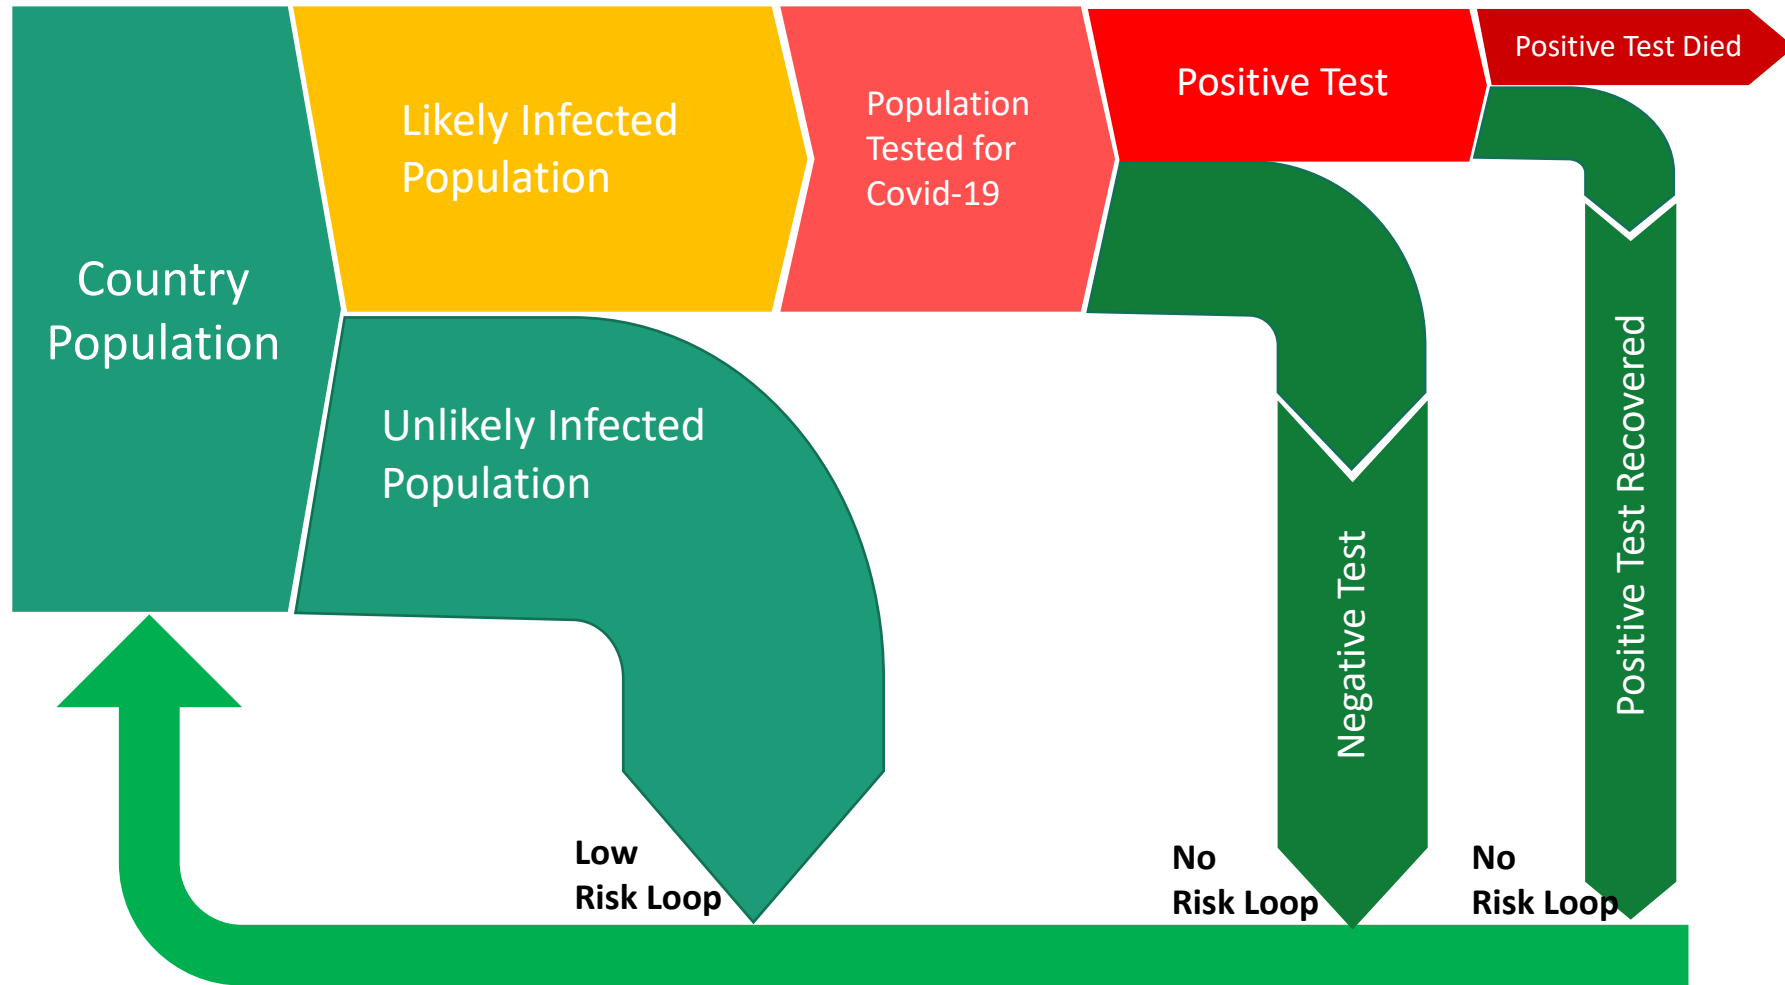 Country
Population
Likely Infected
Population
Unlikely Infected
Population
Population
Tested for
Covid-19
Positive Test
Positive Test Died
Negative Test
Positive Test Recovered
Low
Risk Loop
No
Risk Loop
No
Risk Loop